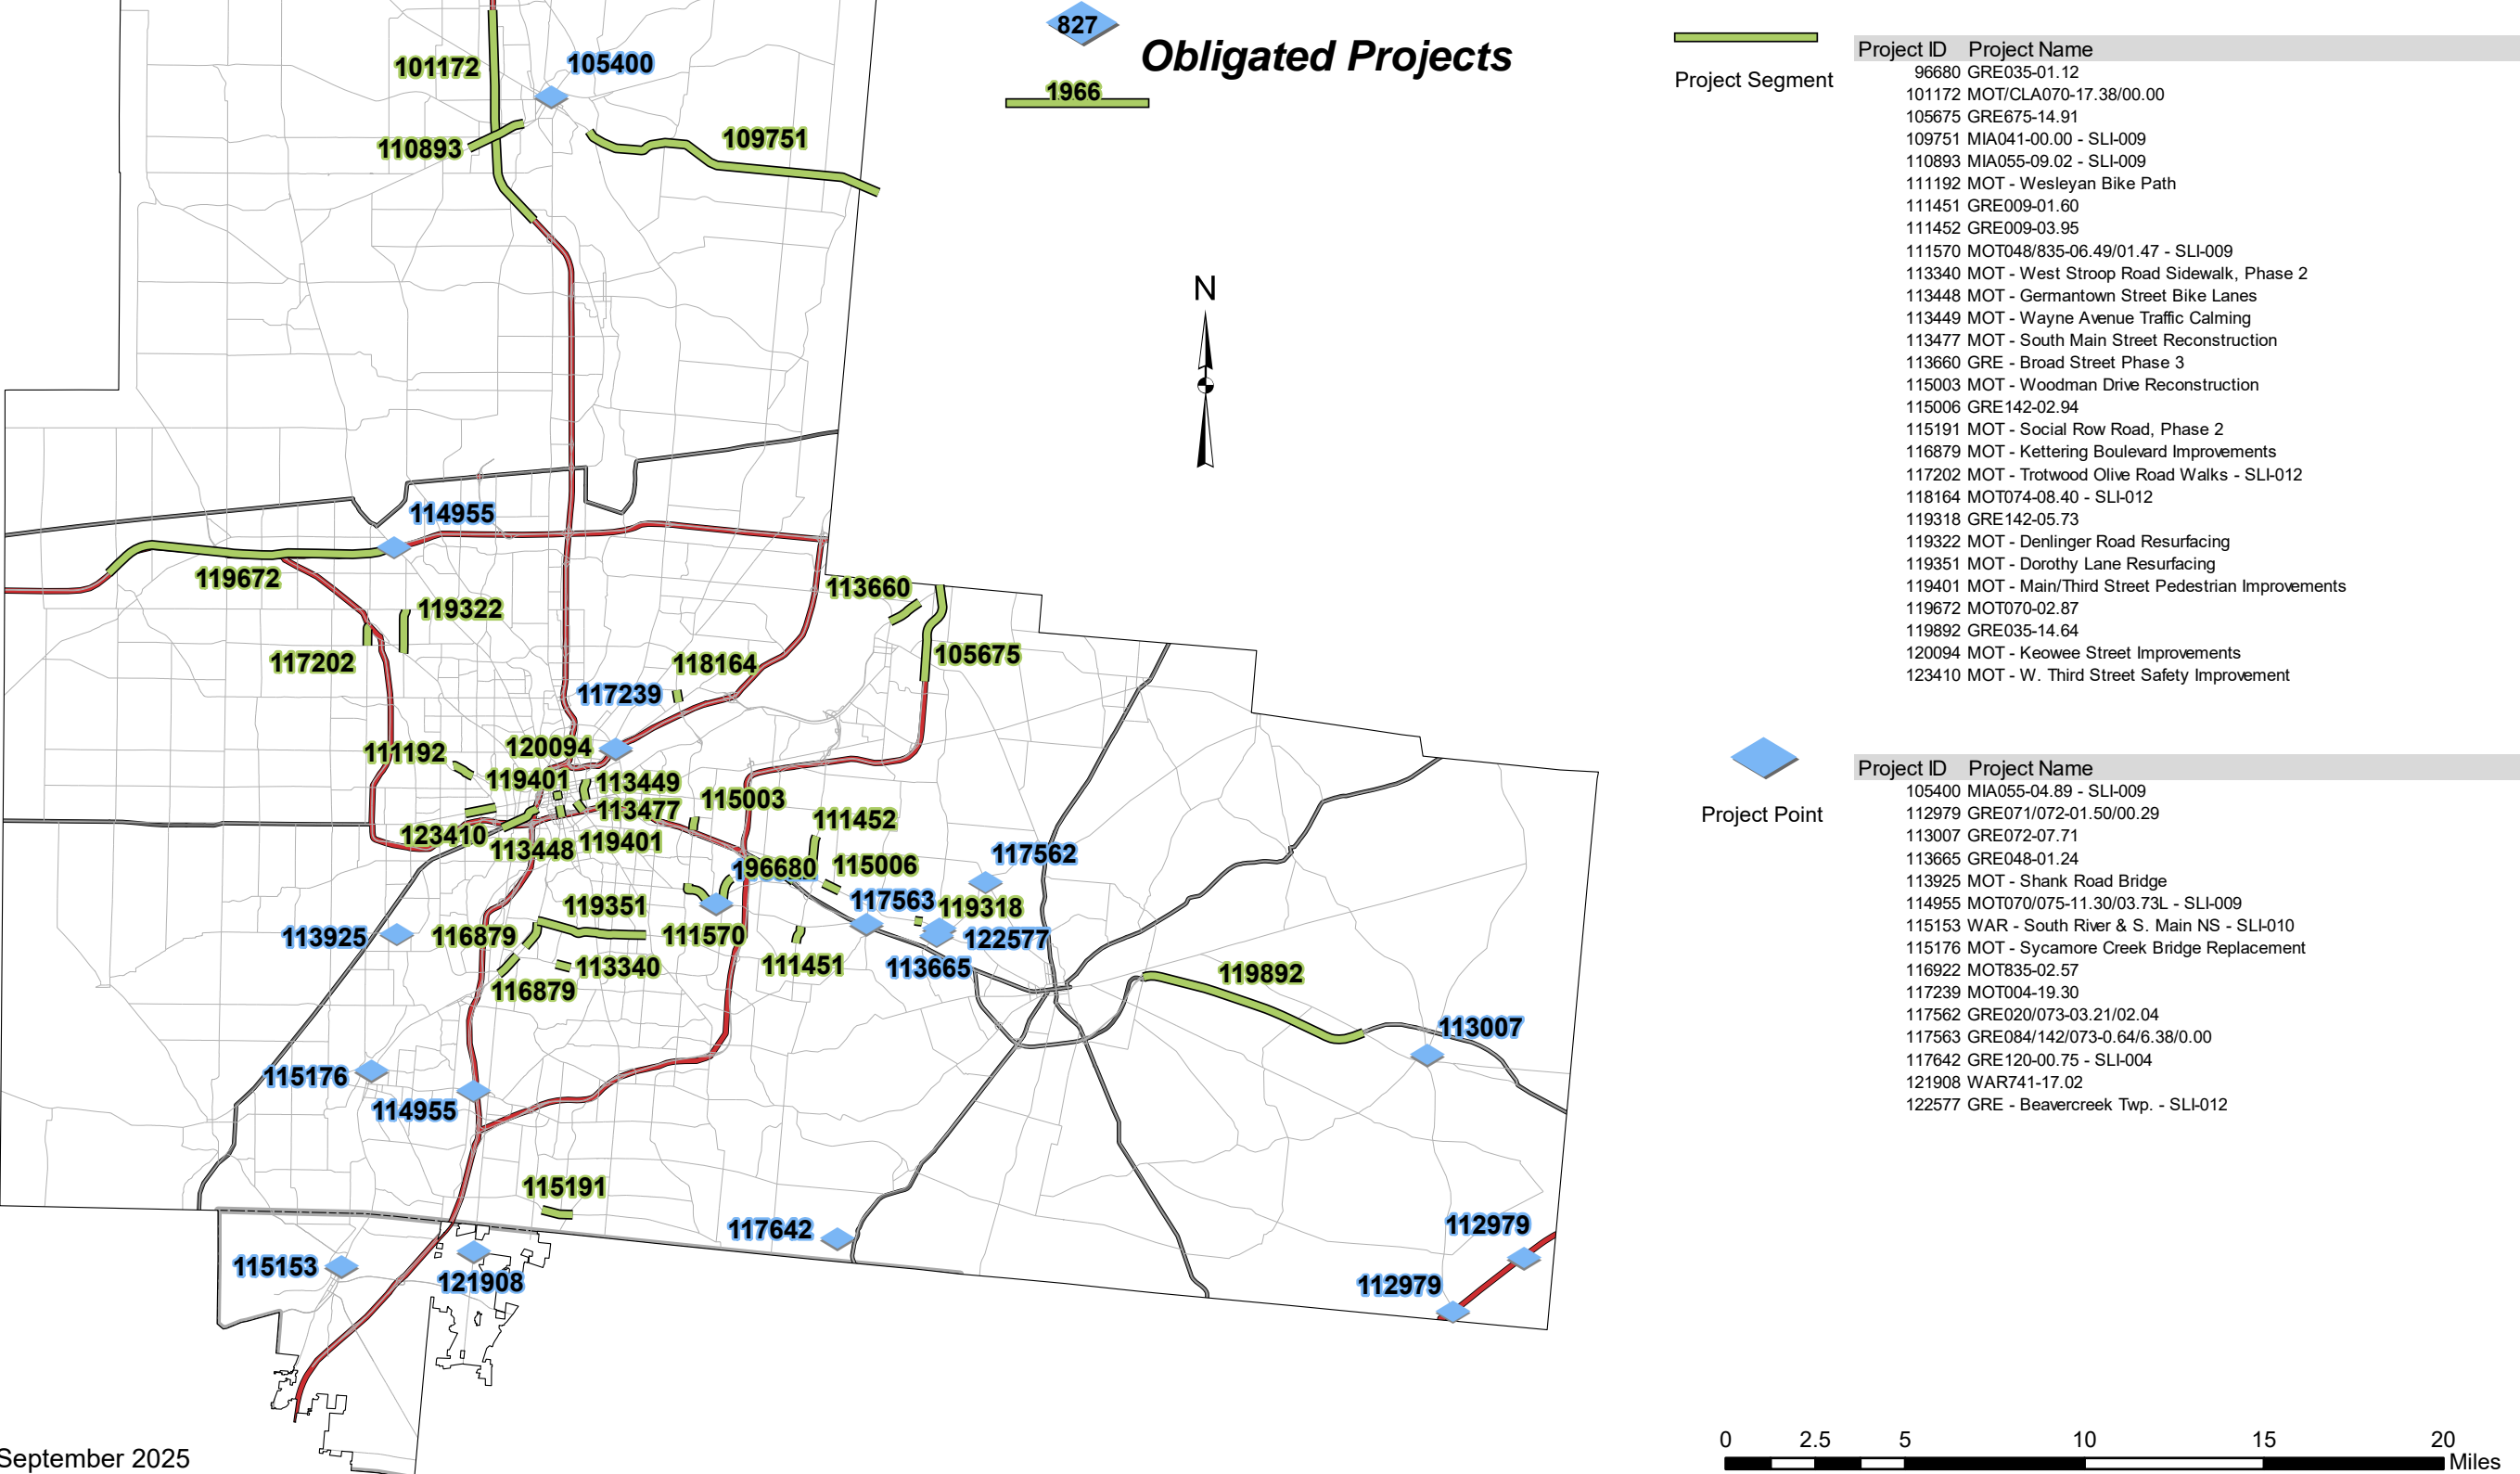 827
Obligated Projects
1966
N
101172
105400
110893
109751
114955
119672
119322
117202
113660
105675
118164
117239
111192
120094
119401
113449
113477
115003
123410
113448
119401
111452
96680
115006
117562
117563
119318
122577
113665
119351
111570
113925
116879
113340
111451
116879
119892
113007
115176
114955
115191
117642
112979
112979
115153
121908
September 2025
Project Segment
Project ID Project Name
96680 GRE035-01.12
101172 MOT/CLA070-17.38/00.00
105675 GRE675-14.91
109751 MIA041-00.00 - SLI-009
110893 MIA055-09.02 - SLI-009
111192 MOT - Wesleyan Bike Path
111451 GRE009-01.60
111452 GRE009-03.95
111570 MOT048/835-06.49/01.47 - SLI-009
113340 MOT - West Stroop Road Sidewalk, Phase 2
113448 MOT - Germantown Street Bike Lanes
113449 MOT - Wayne Avenue Traffic Calming
113477 MOT - South Main Street Reconstruction
113660 GRE - Broad Street Phase 3
115003 MOT - Woodman Drive Reconstruction
115006 GRE142-02.94
115191 MOT - Social Row Road, Phase 2
116879 MOT - Kettering Boulevard Improvements
117202 MOT - Trotwood Olive Road Walks - SLI-012
118164 MOT074-08.40 - SLI-012
119318 GRE142-05.73
119322 MOT - Denlinger Road Resurfacing
119351 MOT - Dorothy Lane Resurfacing
119401 MOT - Main/Third Street Pedestrian Improvements
119672 MOT070-02.87
119892 GRE035-14.64
120094 MOT - Keowee Street Improvements
123410 MOT - W. Third Street Safety Improvement
Project Point
Project ID Project Name
105400 MIA055-04.89 - SLI-009
112979 GRE071/072-01.50/00.29
113007 GRE072-07.71
113665 GRE048-01.24
113925 MOT - Shank Road Bridge
114955 MOT070/075-11.30/03.73L - SLI-009
115153 WAR - South River & S. Main NS - SLI-010
115176 MOT - Sycamore Creek Bridge Replacement
116922 MOT835-02.57
117239 MOT004-19.30
117562 GRE020/073-03.21/02.04
117563 GRE084/142/073-0.64/6.38/0.00
117642 GRE120-00.75 - SLI-004
121908 WAR741-17.02
122577 GRE - Beavercreek Twp. - SLI-012
0 2.5 5 10 15 20
Miles